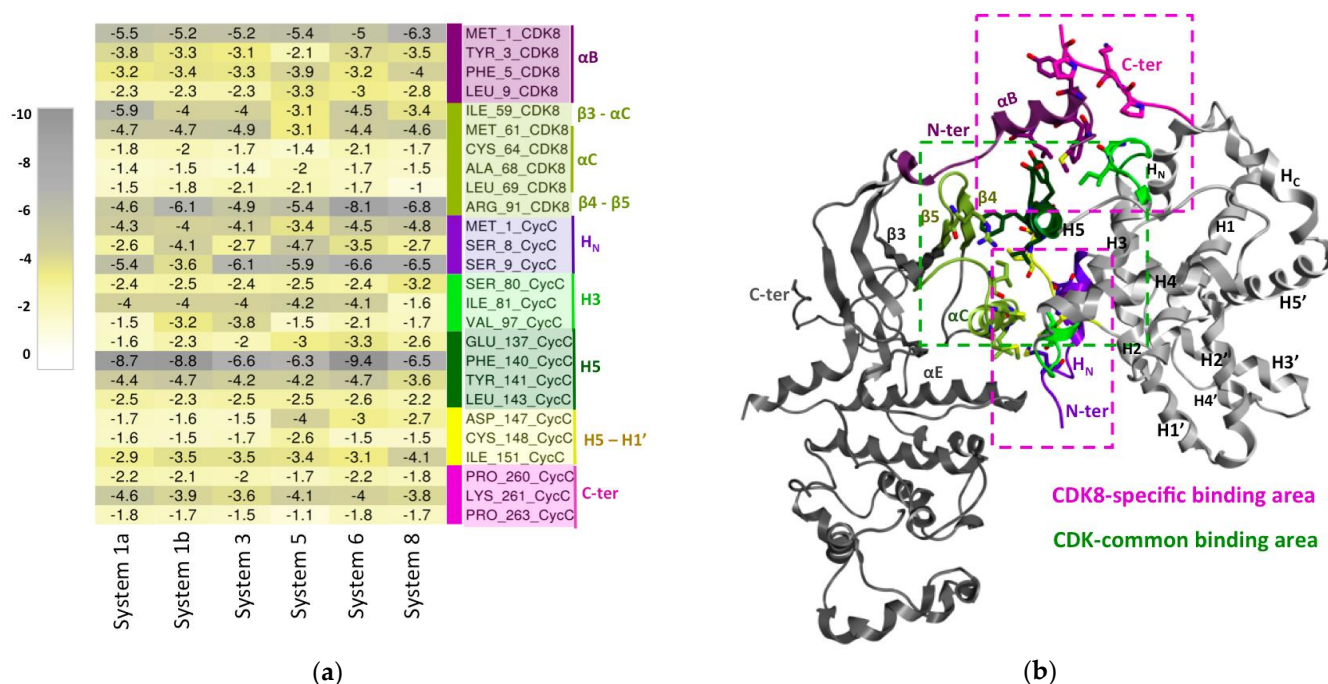 -5.5 -5.2 -5.2 -5.4 -5 -6.3 MET_1_CDK8
-3.8 -3.3 -3.1 -2.1 -3.7 -3.5 TYR_3_CDK8
-3.2 -3.4 -3.3 -3.9 -3.2 -4 PHE_5_CDK8
-2.3 -2.3 -2.3 -3.3 -3 -2.8 LEU_9_CDK8
αB
-5.9 -4 -4 -3.1 -4.5 -3.4 ILE_59_CDK8 β3 - αC
-4.7 -4.7 -4.9 -3.1 -4.4 -4.6 MET_61_CDK8
-1.8 -2 -1.7 -1.4 -2.1 -1.7 CYS_64_CDK8
-1.4 -1.5 -1.4 -2 -1.7 -1.5 ALA_68_CDK8
-1.5 -1.8 -2.1 -2.1 -1.7 -1 LEU_69_CDK8
αC
-4.6 -6.1 -4.9 -5.4 -8.1 -6.8 ARG_91_CDK8 β4 - β5
-4.3 -4 -4.1 -3.4 -4.5 -4.8 MET_1_CycC
-2.6 -4.1 -2.7 -4.7 -3.5 -2.7 SER_8_CycC
-5.4 -3.6 -6.1 -5.9 -6.6 -6.5 SER_9_CycC
HN
-2.4 -2.5 -2.4 -2.5 -2.4 -3.2 SER_80_CycC
-4 -4 -4 -4.2 -4.1 -1.6 ILE_81_CycC
-1.5 -3.2 -3.8 -1.5 -2.1 -1.7 VAL_97_CycC
H3
-1.6 -2.3 -2 -3 -3.3 -2.6 GLU_137_CycC
-8.7 -8.8 -6.6 -6.3 -9.4 -6.5 PHE_140_CycC
-4.4 -4.7 -4.2 -4.2 -4.7 -3.6 TYR_141_CycC
-2.5 -2.3 -2.5 -2.5 -2.6 -2.2 LEU_143_CycC
H5
-1.7 -1.6 -1.5 -4 -3 -2.7 ASP_147_CycC
-1.6 -1.5 -1.7 -2.6 -1.5 -1.5 CYS_148_CycC
-2.9 -3.5 -3.5 -3.4 -3.1 -4.1 ILE_151_CycC
H5 – H1'
-2.2 -2.1 -2 -1.7 -2.2 -1.8 PRO_260_CycC
-4.6 -3.9 -3.6 -4.1 -4 -3.8 LYS_261_CycC
-1.8 -1.7 -1.5 -1.1 -1.8 -1.7 PRO_263_CycC
C-ter
-10
-8
-6
-4
-2
0
System 1a
System 1b
System 3
System 5
System 6
System 8
(a)
C-ter
αB
N-ter
HN
HC
β5
β4
β3
H5
H3
H1
H4
H5'
C-ter
αC
H2
H2'
H3'
αE
HN
H4'
N-ter
H1'
CDK8-specific binding area
CDK-common binding area
(b)